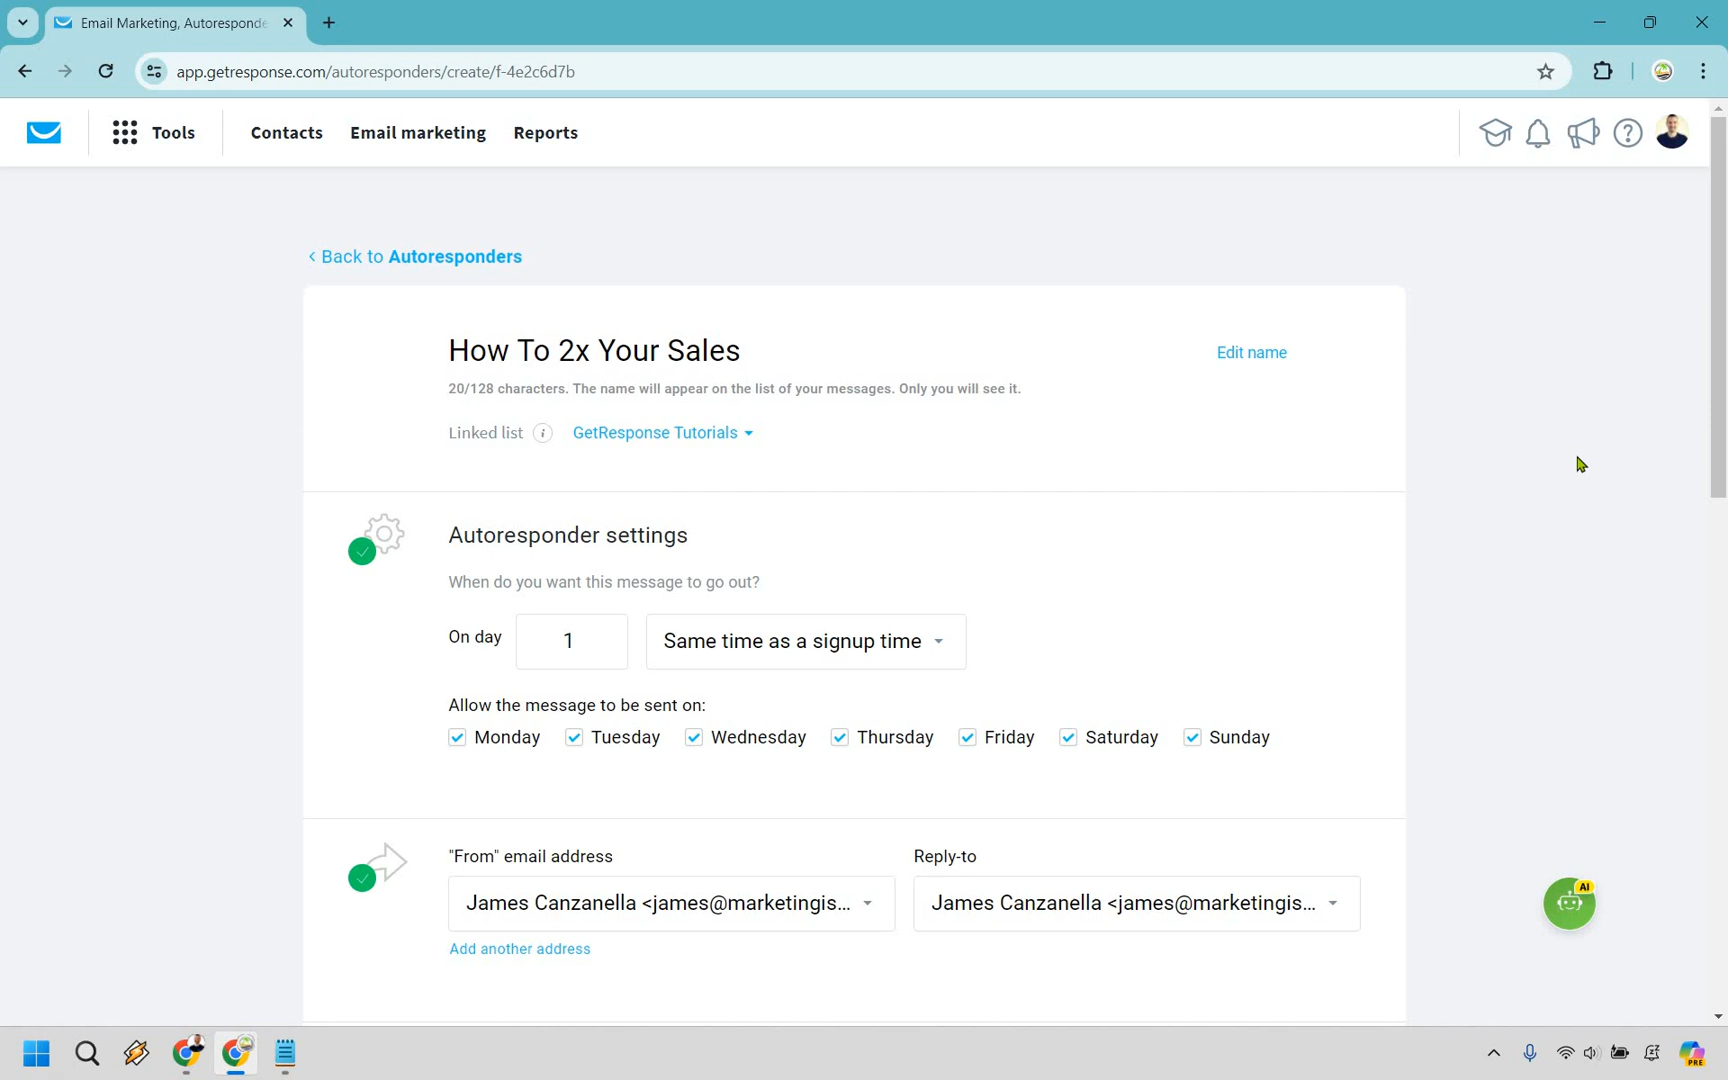 Email Marketing, Autoresponde
app.getresponse.com/autoresponders/create/f-4e2c6d7b
Tools
Contacts
Email marketing
Reports
Back to Autoresponders
How To 2x Your Sales
Edit name
20/128 characters. The name will appear on the list of your messages. Only you will see it.
Linked list i GetResponse Tutorials
Autoresponder settings
When do you want this message to go out?
On day 1 Same time as a signup time
Allow the message to be sent on:
Monday Tuesday Wednesday Thursday Friday Saturday Sunday
"From" email address
Reply-to
James Canzanella <james@marketingis...
James Canzanella <james@marketingis...
AI
Add another address
PRE